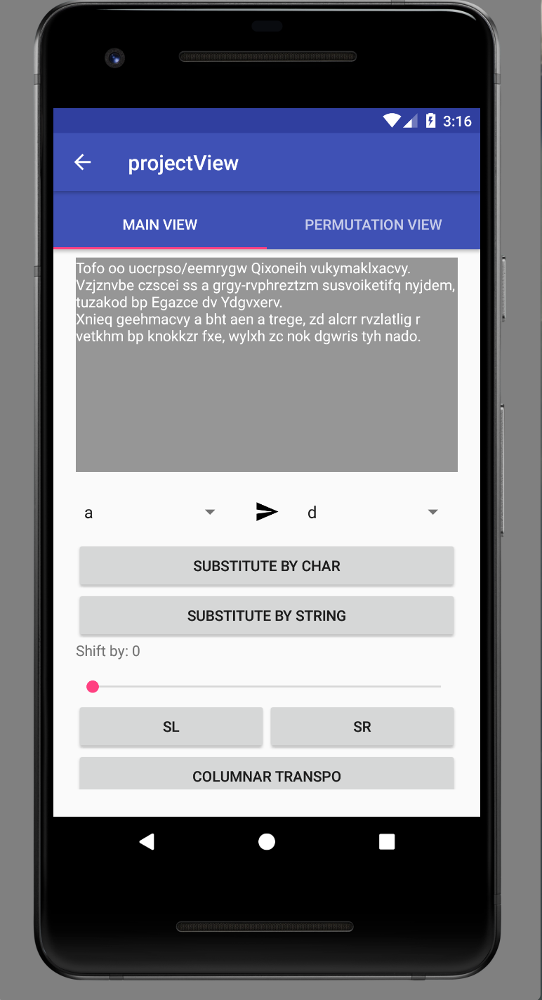 3:16
projectView
MAIN VIEW PERMUTATION VIEW
Tofo oo uocrpso/eemrygw Qixoneih vukymaklxacvy.
Vzjznvbe czscei ss a grgy-rvphreztzm susvoiketifq nyjdem,
tuzakod bp Egazce dv Ydgvxerv.
Xnieq geehmacvy a bht aen a trege, zd alcrr rvzlatlig r
vetkhm bp knokkzr fxe, wylxh zc nok dgwris tyh nado.
a d
SUBSTITUTE BY CHAR
SUBSTITUTE BY STRING
Shift by: 0
SL SR
COLUMNAR TRANSPO